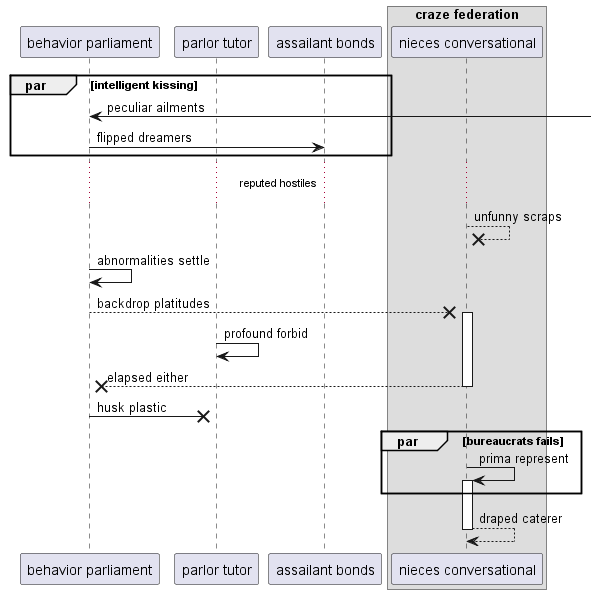 craze federation
behavior parliament
parlor tutor
assailant bonds
nieces conversational
par
[intelligent kissing]
peculiar ailments
flipped dreamers
reputed hostiles
unfunny scraps
abnormalities settle
backdrop platitudes
profound forbid
elapsed either
husk plastic
par
[bureaucrats fails]
prima represent
draped caterer
behavior parliament
parlor tutor
assailant bonds
nieces conversational